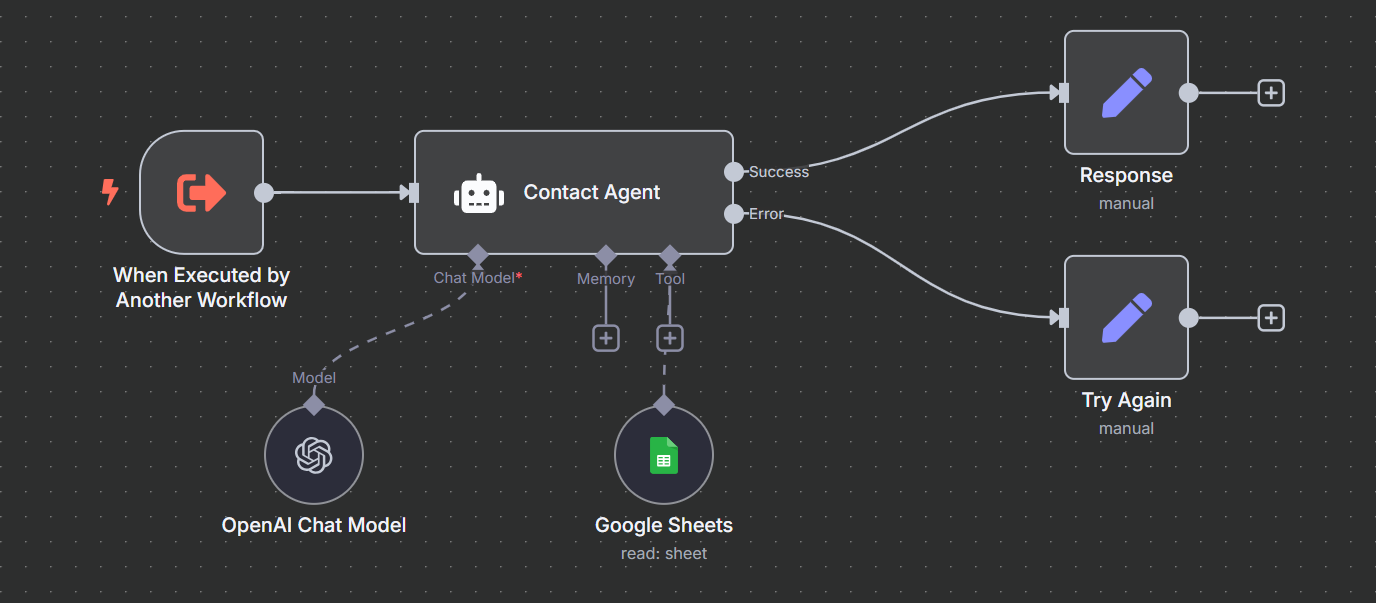 When Executed by
Another Workflow
Contact Agent
Success
Error
Chat Model*
Memory
Tool
Response
manual
Try Again
manual
Model
OpenAI Chat Model
Google Sheets
read: sheet